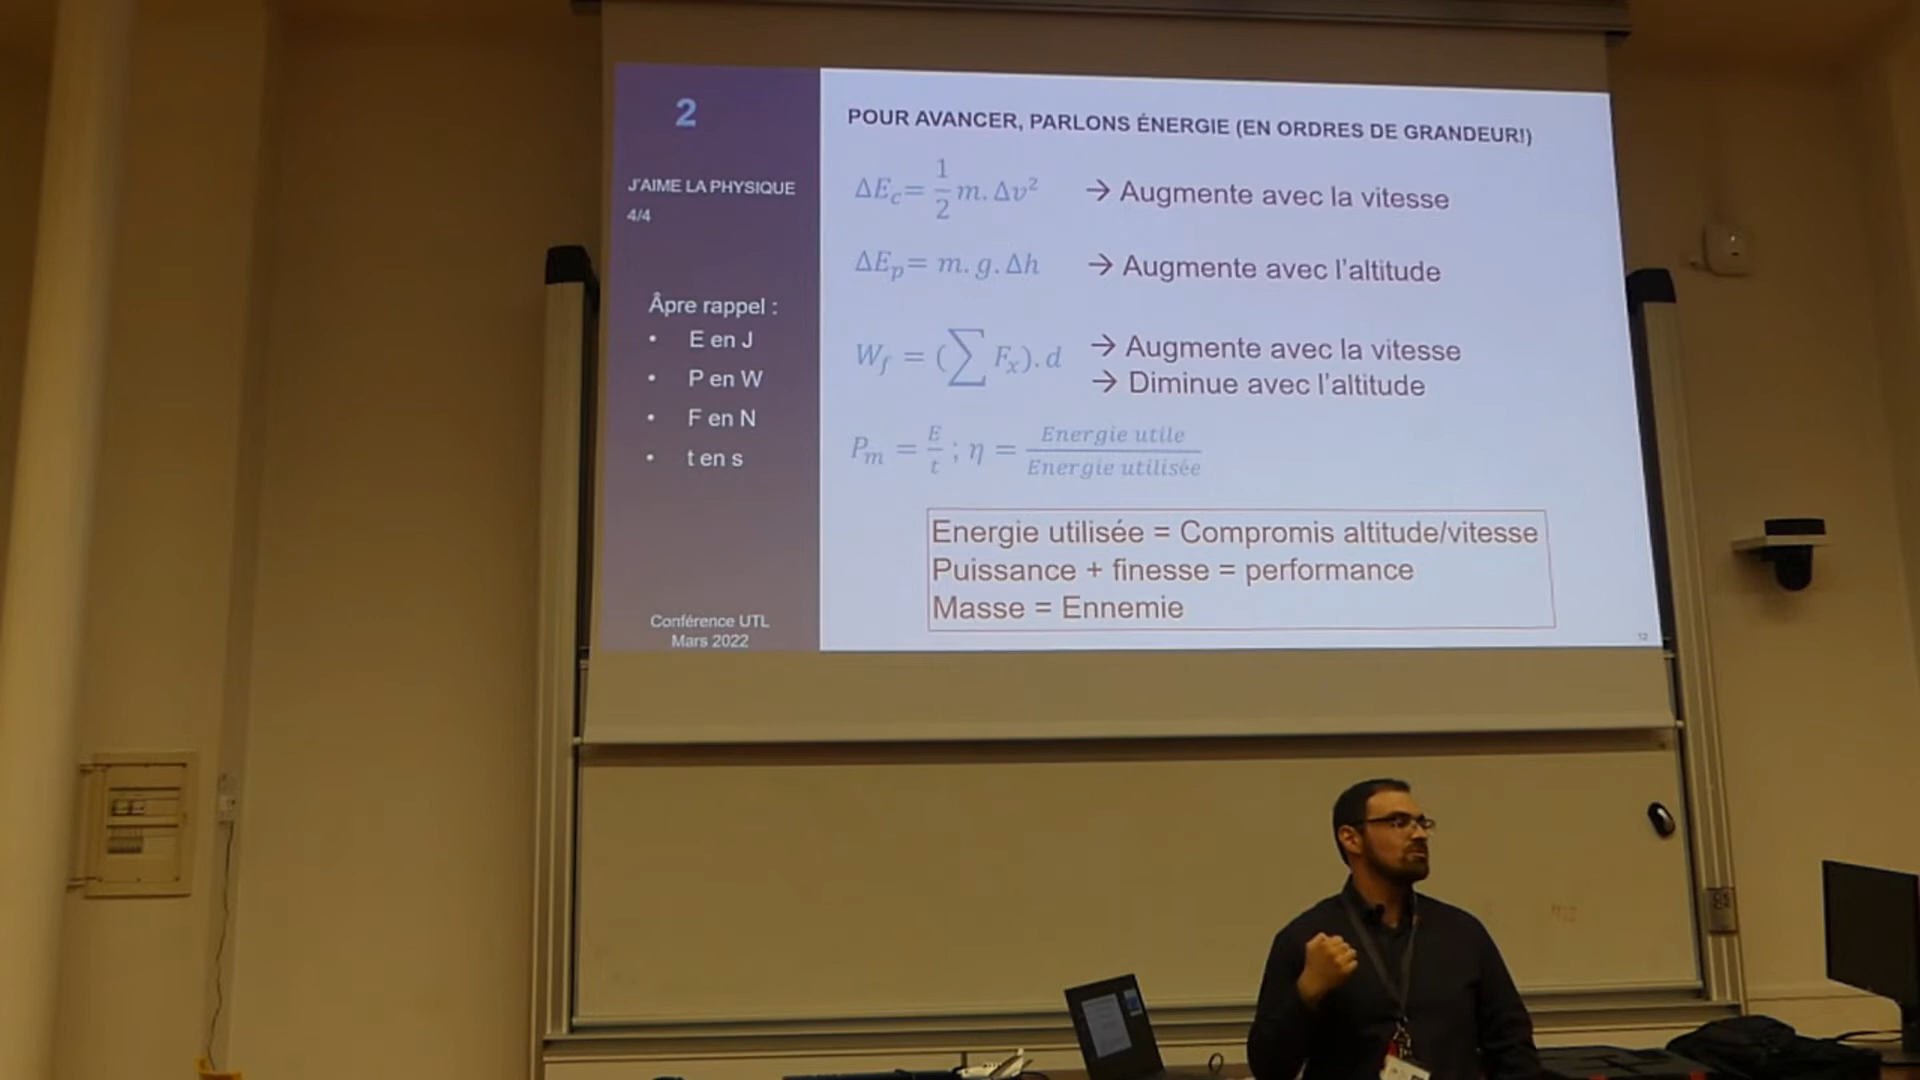 2
J'AIME LA PHYSIQUE
4/4
Âpre rappel :
• E en J
• P en W
• F en N
• t en s
Conférence UTL
Mars 2022
POUR AVANCER, PARLONS ÉNERGIE (EN ORDRES DE GRANDEUR!)
ΔE_c = 1/2 m. Δv² → Augmente avec la vitesse
ΔE_p = m. g. Δh → Augmente avec l'altitude
W_f = (∑ F_x). d → Augmente avec la vitesse
→ Diminue avec l'altitude
P_m = E/t ; η = Energie utile / Energie utilisée
Energie utilisée = Compromis altitude/vitesse
Puissance + finesse = performance
Masse = Ennemie
12